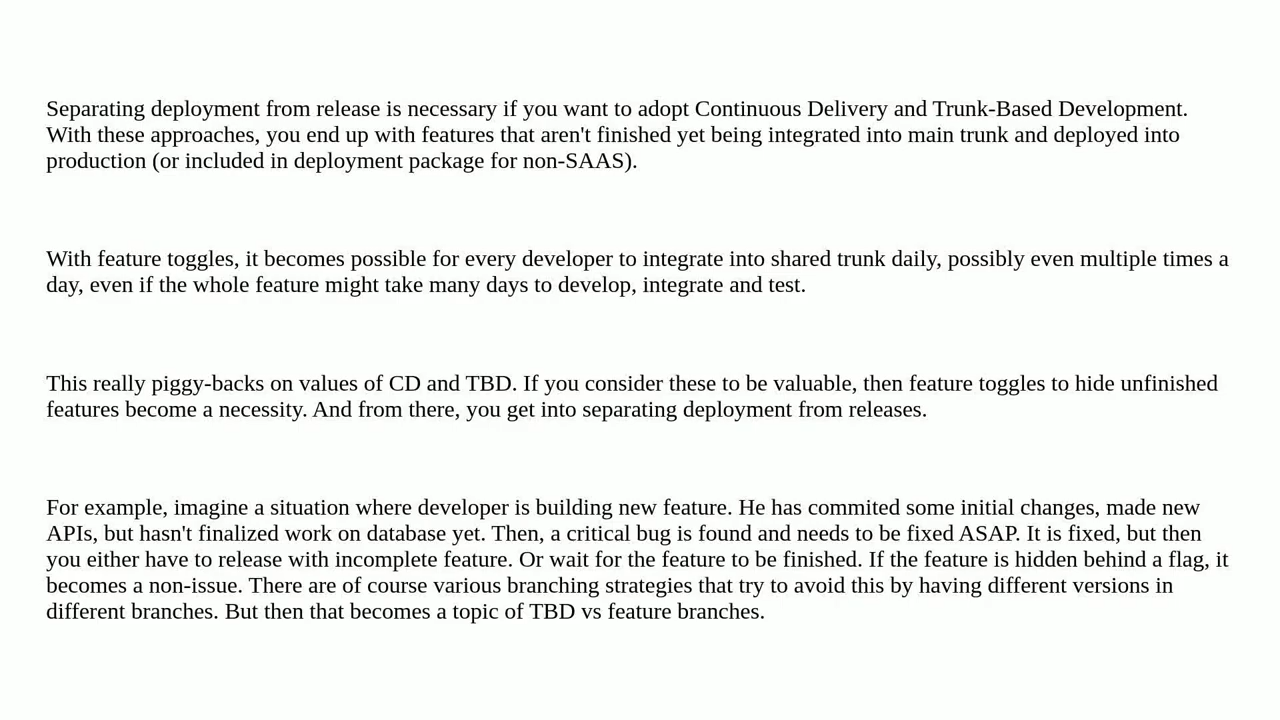 Separating deployment from release is necessary if you want to adopt Continuous Delivery and Trunk-Based Development.
With these approaches, you end up with features that aren't finished yet being integrated into main trunk and deployed into
production (or included in deployment package for non-SAAS).
With feature toggles, it becomes possible for every developer to integrate into shared trunk daily, possibly even multiple times a
day, even if the whole feature might take many days to develop, integrate and test.
This really piggy-backs on values of CD and TBD. If you consider these to be valuable, then feature toggles to hide unfinished
features become a necessity. And from there, you get into separating deployment from releases.
For example, imagine a situation where developer is building new feature. He has commited some initial changes, made new
APIs, but hasn't finalized work on database yet. Then, a critical bug is found and needs to be fixed ASAP. It is fixed, but then
you either have to release with incomplete feature. Or wait for the feature to be finished. If the feature is hidden behind a flag, it
becomes a non-issue. There are of course various branching strategies that try to avoid this by having different versions in
different branches. But then that becomes a topic of TBD vs feature branches.